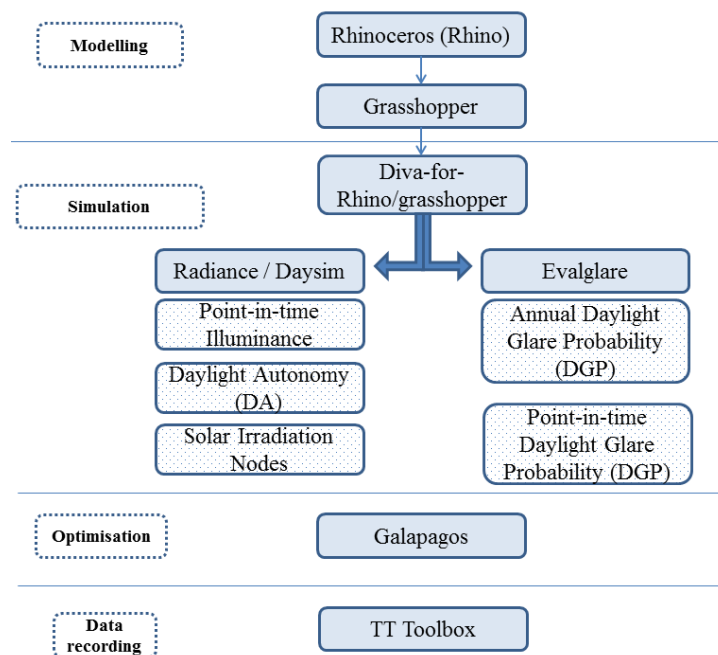 Modelling
Rhinoceros (Rhino)
Grasshopper
Simulation
Diva-for-
Rhino/grasshopper
Radiance / Daysim
Evalglare
Point-in-time
Illuminance
Daylight Autonomy
(DA)
Solar Irradiation
Nodes
Annual Daylight
Glare Probability
(DGP)
Point-in-time
Daylight Glare
Probability (DGP)
Optimisation
Galapagos
Data
recording
TT Toolbox